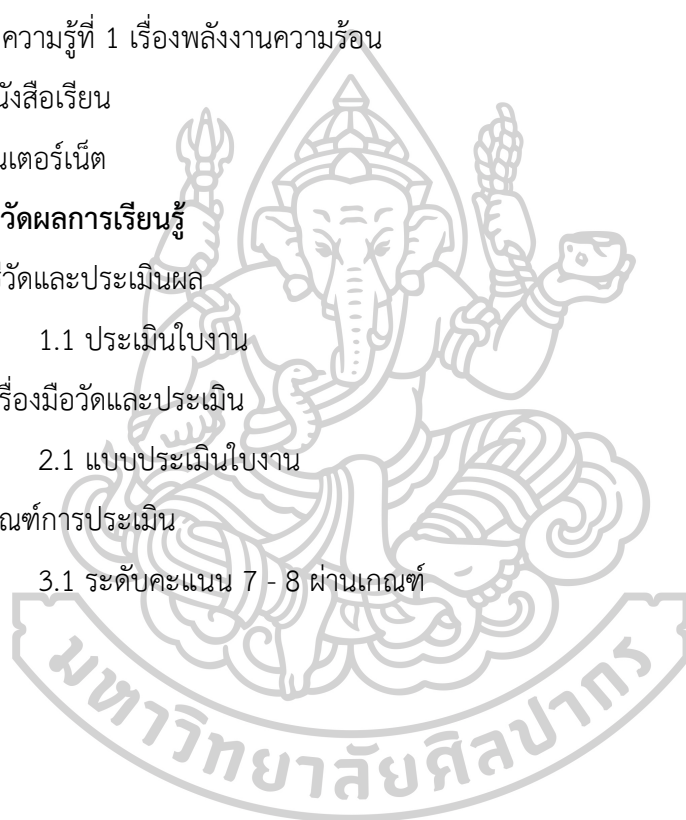 ความรู้ที่ 1 เรื่องพลังงานความร้อน
นังสือเรียน
นเตอร์เน็ต
วัดผลการเรียนรู้
ธีวัดและประเมินผล
1.1 ประเมินใบงาน
รื่องมือวัดและประเมิน
2.1 แบบประเมินใบงาน
กณฑ์การประเมิน
3.1 ระดับคะแนน 7 - 8 ผ่านเกณฑ์
มหาวิทยาลัยศิลปากร